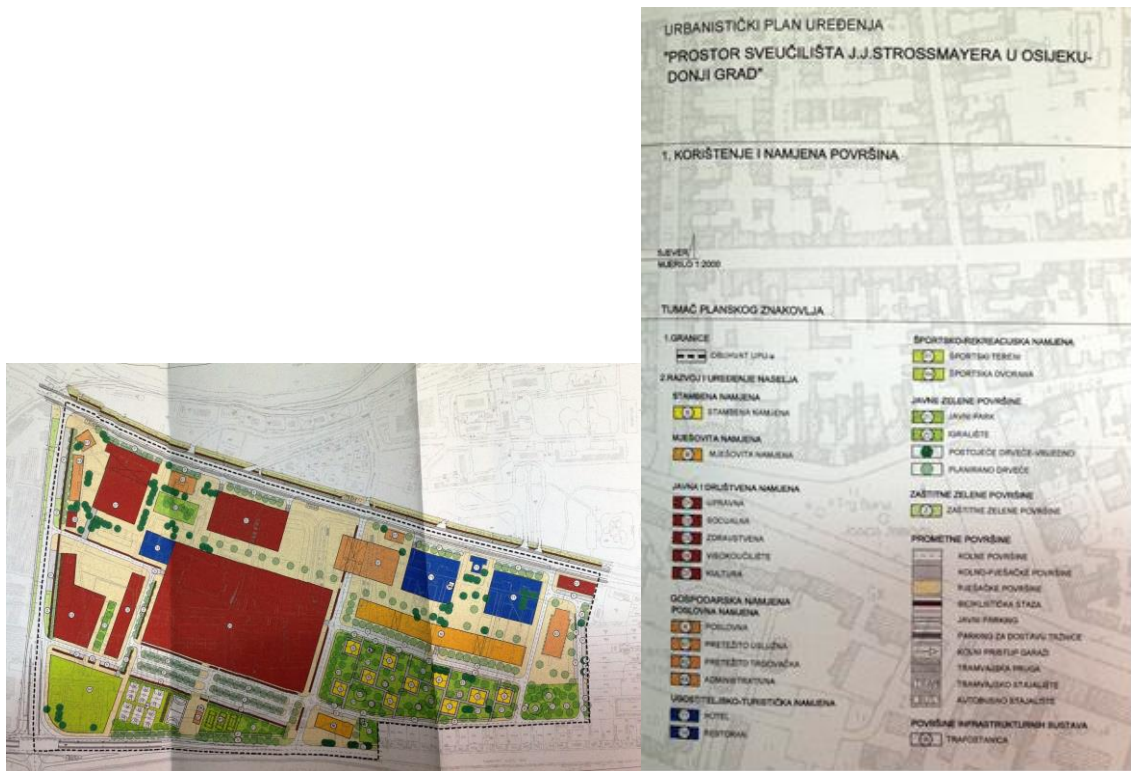 URBANISTIČKI PLAN UREĐENJA
"PROSTOR SVEUČILIŠTA J.J.STROSSMAYERA U OSIJEKU-
DONJI GRAD"
1. KORIŠTENJE I NAMJENA POVRŠINA
SJEVER
MJERILO 1:2000
TUMAČ PLANSKOG ZNAKOVLJA
1.GRANICE
OBUHVAT UPU-a
2.RAZVOJ I UREĐENJE NASELJA
STAMBENA NAMJENA
STAMBENA NAMJENA
MJEŠOVITA NAMJENA
MJEŠOVITA NAMJENA
JAVNA I DRUŠTVENA NAMJENA
UPRAVNA
SOCIJALNA
ZDRAVSTVENA
VISOKOUČILIŠTE
KULTURA
GOSPODARSKA NAMJENA
POSLOVNA NAMJENA
POSLOVNA
PRETEŽITO USLUŽNA
PRETEŽITO TRGOVAČKA
ADMINISTRATIVNA
UGOSTITELJSKO-TURISTIČKA NAMJENA
HOTEL
RESTORAN
ŠPORTSKO-REKREACIJSKA NAMJENA
ŠPORTSKI TERENI
ŠPORTSKA DVORANA
JAVNE ZELENE POVRŠINE
JAVNI PARK
IGRALIŠTE
POSTOJEĆE DRVEĆE-VRIJEDNO
PLANIRANO DRVEĆE
ZAŠTITNE ZELENE POVRŠINE
ZAŠTITNE ZELENE POVRŠINE
PROMETNE POVRŠINE
KOLNE POVRŠINE
KOLNO-PJEŠAČKE POVRŠINE
PJEŠAČKE POVRŠINE
BICIKLISTIČKA STAZA
JAVNI PARKING
PARKING ZA DOSTAVU TRŽNICE
KOLNI PRISTUP GARAŽI
TRAMVAJSKA PRUGA
TRAMVAJSKO STAJALIŠTE
AUTOBUSNO STAJALIŠTE
POVRŠINE INFRASTRUKTURNIH SUSTAVA
TRAFOSTANICA